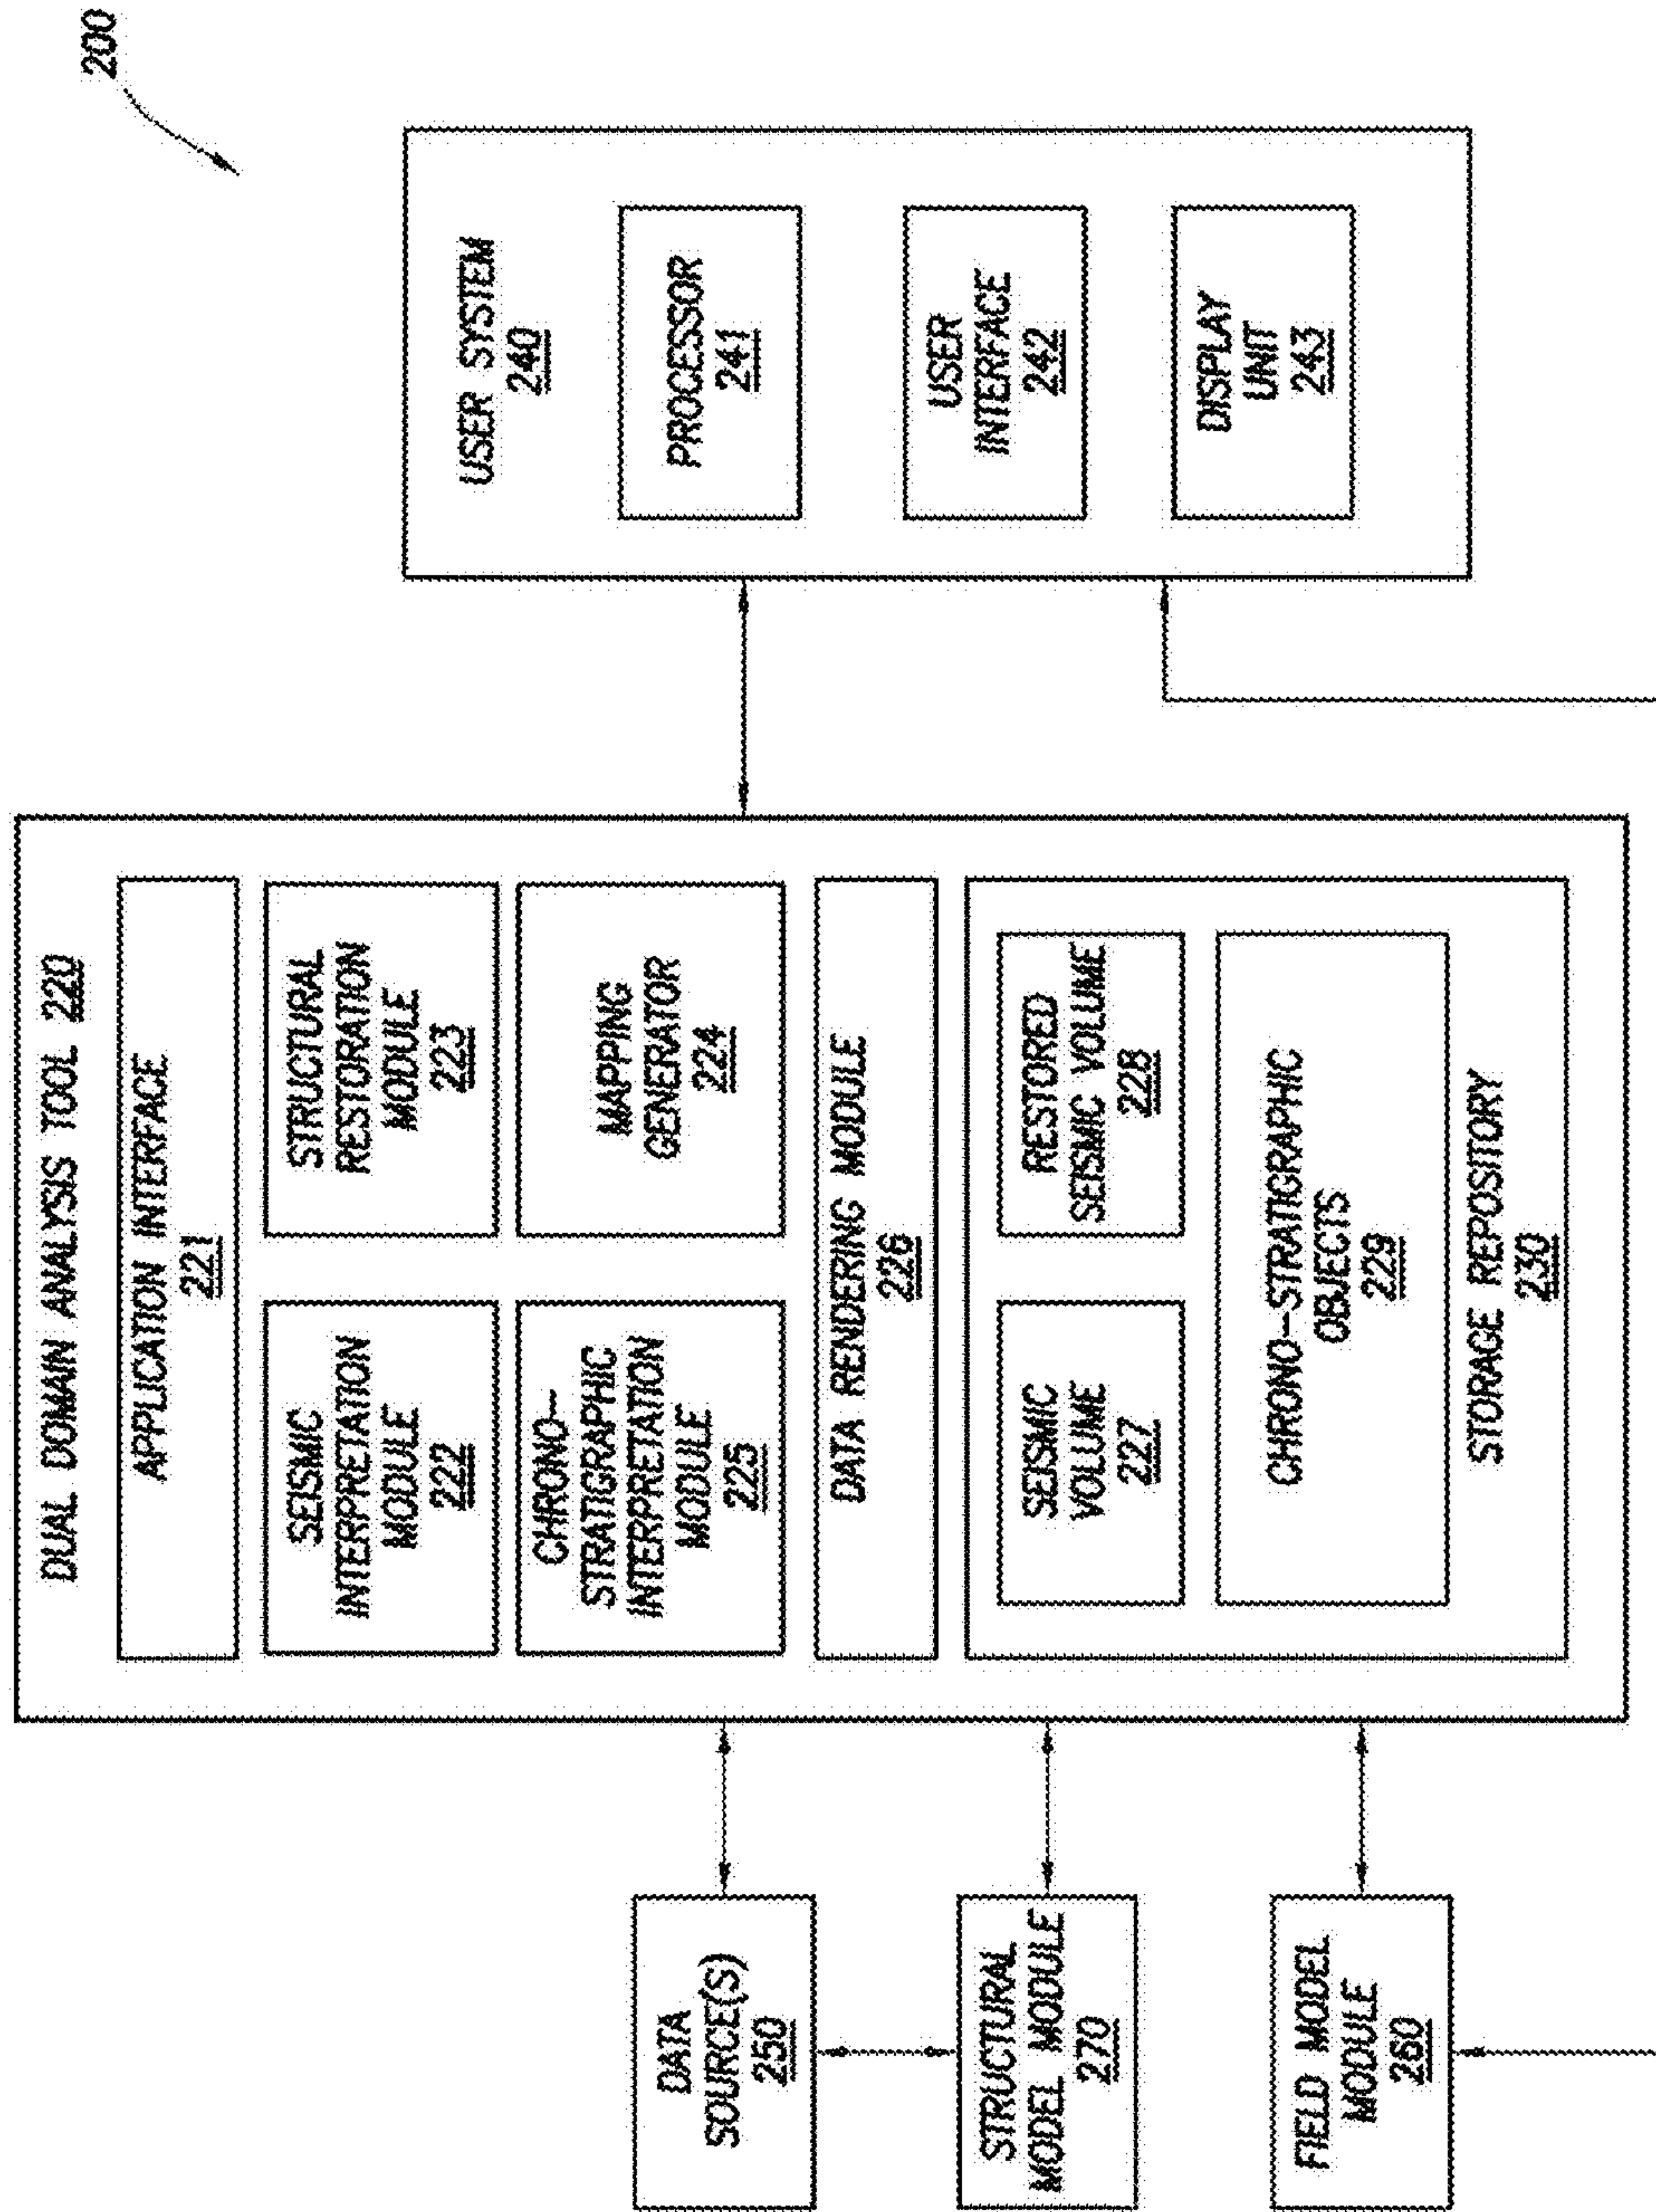 200
DUAL DOMAIN ANALYSIS TOOL 220
APPLICATION INTERFACE
221
SEISMIC
INTERPRETATION
MODULE
222
STRUCTURAL
RESTORATION
MODULE
223
CHRONO-
STRATIGRAPHIC
INTERPRETATION
MODULE
225
MAPPING
GENERATOR
224
DATA RENDERING MODULE
226
SEISMIC
VOLUME
227
RESTORED
SEISMIC VOLUME
228
CHRONO-STRATIGRAPHIC
OBJECTS
229
STORAGE REPOSITORY
230
USER SYSTEM
240
PROCESSOR
241
USER
INTERFACE
242
DISPLAY
UNIT
243
DATA
SOURCE(S)
250
STRUCTURAL
MODEL MODULE
270
FIELD MODEL
MODULE
260